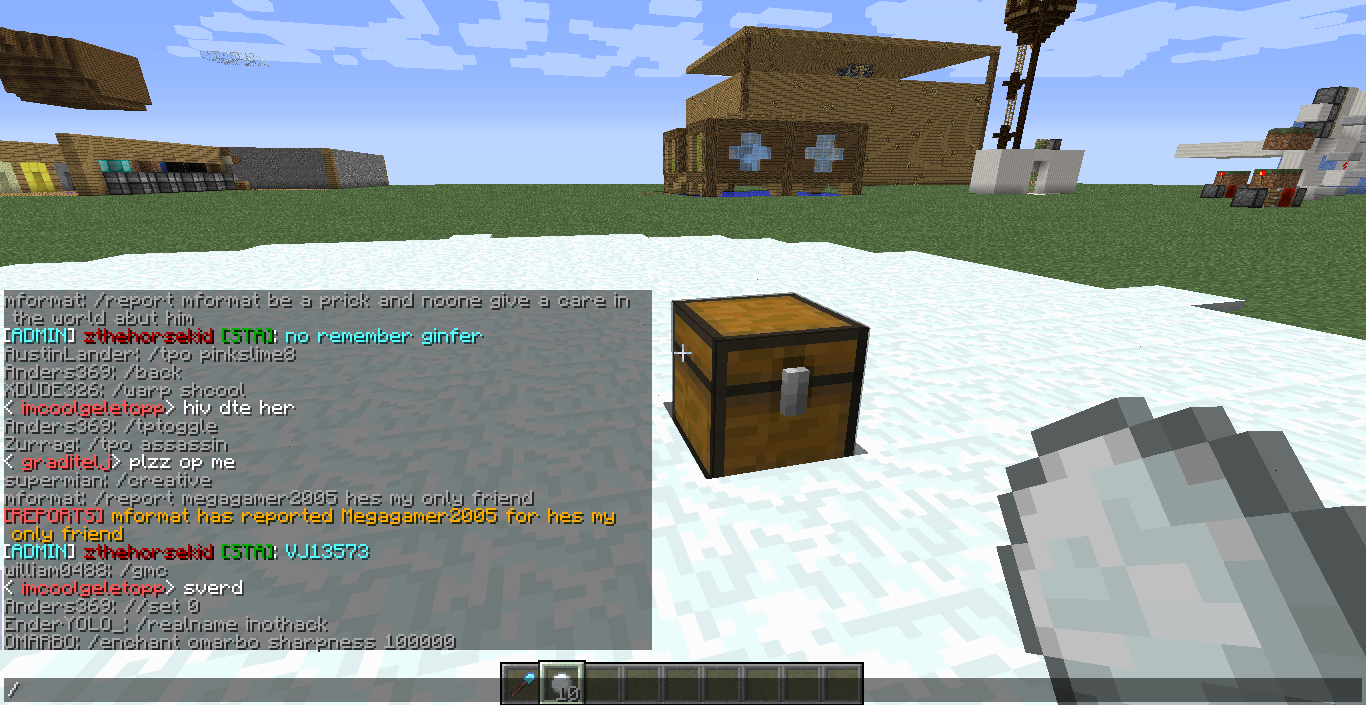 mformat: /report mformat be a prick and noone give a care in
the world abut him
[ADMIN] zthehorsekid [STA]: no remember ginfer
AustinLander: /tpo pinkslime8
Anders369: /back
XDUDE326: /warp shcool
< imcoolgeletopp> hiv dte her
Anders369: /tptoggle
Zurrag: /tpo assassin
< graditelj> plzz op me
supermian: /creative
mformat: /report megagamer2005 hes my only friend
[REPORTS] mformat has reported Megagamer2005 for hes my
only friend
[ADMIN] zthehorsekid [STA]: VJ13573
william0488: /gmc
< imcoolgeletopp> sverd
Anders369: //set 0
EnderYOLO_: /realname inothack
OMARBO: /enchant omarbo sharpness 100000
10
/